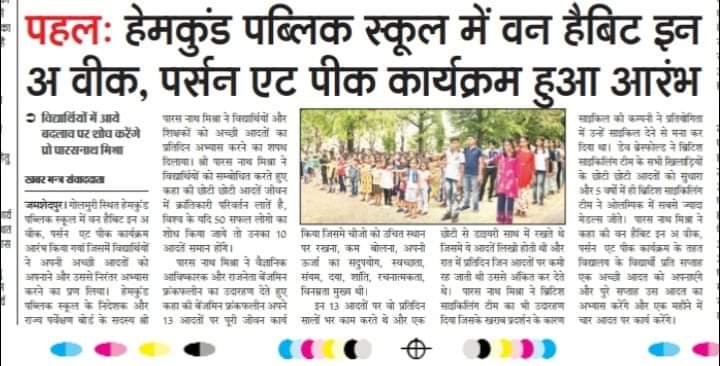 पहलः हेमकुंड पब्लिक स्कूल में वन हैबिट इन
अ वीक, पर्सन एट पीक कार्यक्रम हुआ आरंभ
विद्यार्थियों में आये
बदलाव पर शोध करेंगे
प्रो पारसनाथ मिश्रा
खबर मन्त्र संवाददाता
जमशेदपुर। गोलमुरी स्थित हेमकुंड
पब्लिक स्कूल में वन हैबिट इन अ
वीक, पर्सन एट पीक कार्यक्रम
आरंभ किया गया जिसमें विद्यार्थियों
ने अपनी अच्छी आदतों को
अपनाने और उससे निरंतर अभ्यास
करने का प्रण लिया। हेमकुंड
पब्लिक स्कूल के निदेशक और
राज्य पर्वेक्षण बोर्ड के सदस्य श्री
पारस नाथ मिश्रा ने विद्यार्थियों और
शिक्षकों को अच्छी आदतों का
प्रतिदिन अभ्यास करने का शपथ
दिलाया। श्री पारस नाथ मिश्रा ने
विद्यार्थियों को सम्बोधित करते हुए
कहा की छोटी छोटी आदतें जीवन
में क्रांतिकारी परिवर्तन लाते हैं,
विश्व के यदि 50 सफल लोगो का
शोध किया जाये तो उनका 10
आदतें समान होंगे।
पारस नाथ मिश्रा ने वैज्ञानिक
आविष्कारक और राजनेता बेंजमिन
फ्रंकफलीन का उदाहरण देते हुए
कहा की बेंजमिन फ्रंकफलीन अपने
13 आदतों पर पूरी जीवन कार्य
किया जिसमे चीजो को उचित स्थान
पर रखना, कम बोलना, अपनी
ऊर्जा का सदुपयोग, स्वच्छता,
संयम, दया, शांति, रचनात्मकता,
विनम्रता मुख्य थी।
इन 13 आदतों पर वो प्रतिदिन
सालों भर काम करते थे और एक
छोटी से डायरी साथ में रखते थे
जिसमे ये आदतें लिखी होती थी और
रात में प्रतिदिन जिन आदतों पर कमी
रह जाती थी उससे अंकित कर देते
थे। पारस नाथ मिश्रा ने ब्रिटिश
साइकिलिंग टीम का भी उदाहरण
दिया जिसके खराब प्रदर्शन के कारण
साइकिल की कम्पनी ने प्रतियोगिता
में उन्हें साइकिल देने से मना कर
दिया था। डेव ब्रेस्फोल्ड ने ब्रिटिश
साइकिलिंग टीम के सभी खिलाड़ियों
के छोटी छोटी आदतों को सुधारा
और 5 वर्षो में ही ब्रिटिश साइकिलिंग
टीम ने ओलम्पिक में सबसे ज्यादा
मेडल्स जीते। पारस नाथ मिश्रा ने
कहा की वन हैबिट इन अ वीक,
पर्सन एट पीक कार्यक्रम के तहत
विद्यालय के विद्यार्थी प्रति सप्ताह
एक अच्छी आदत को अपनाएंगे
और पुरे सप्ताह उस आदत का
अभ्यास करेंगे और एक महीने में
चार आदत पर कार्य करेंगे।